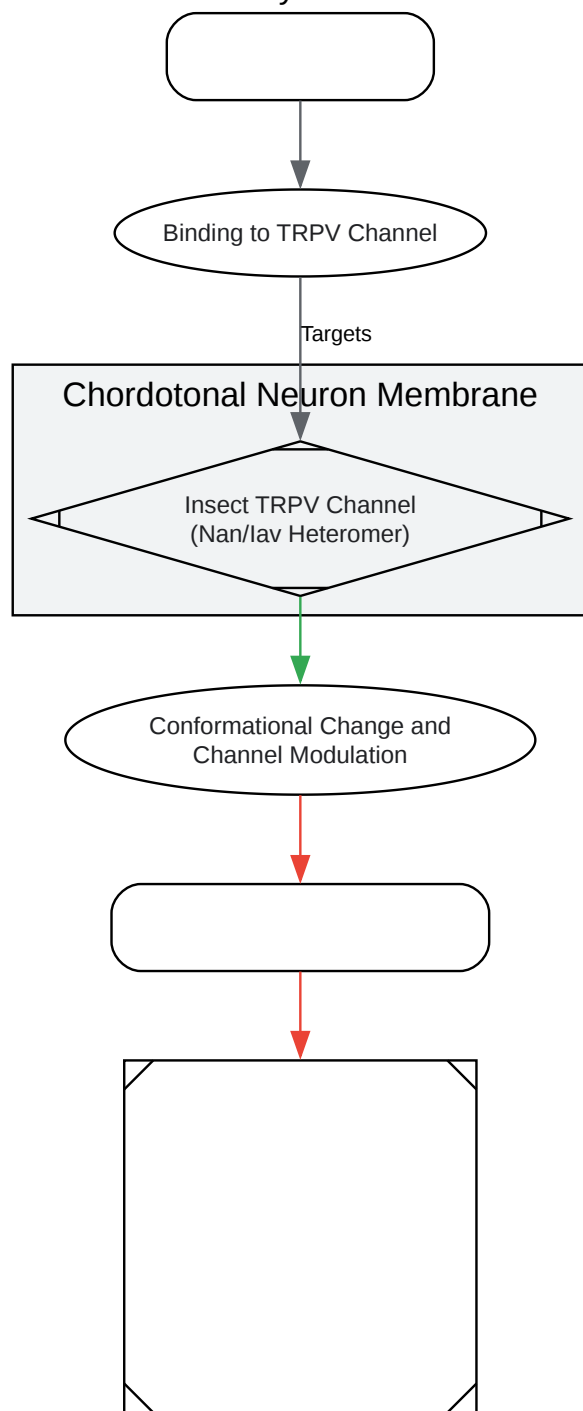 Binding to TRPV Channel
Targets
Chordotonal Neuron Membrane
Insect TRPV Channel
(Nan/Iav Heteromer)
Conformational Change and
Channel Modulation